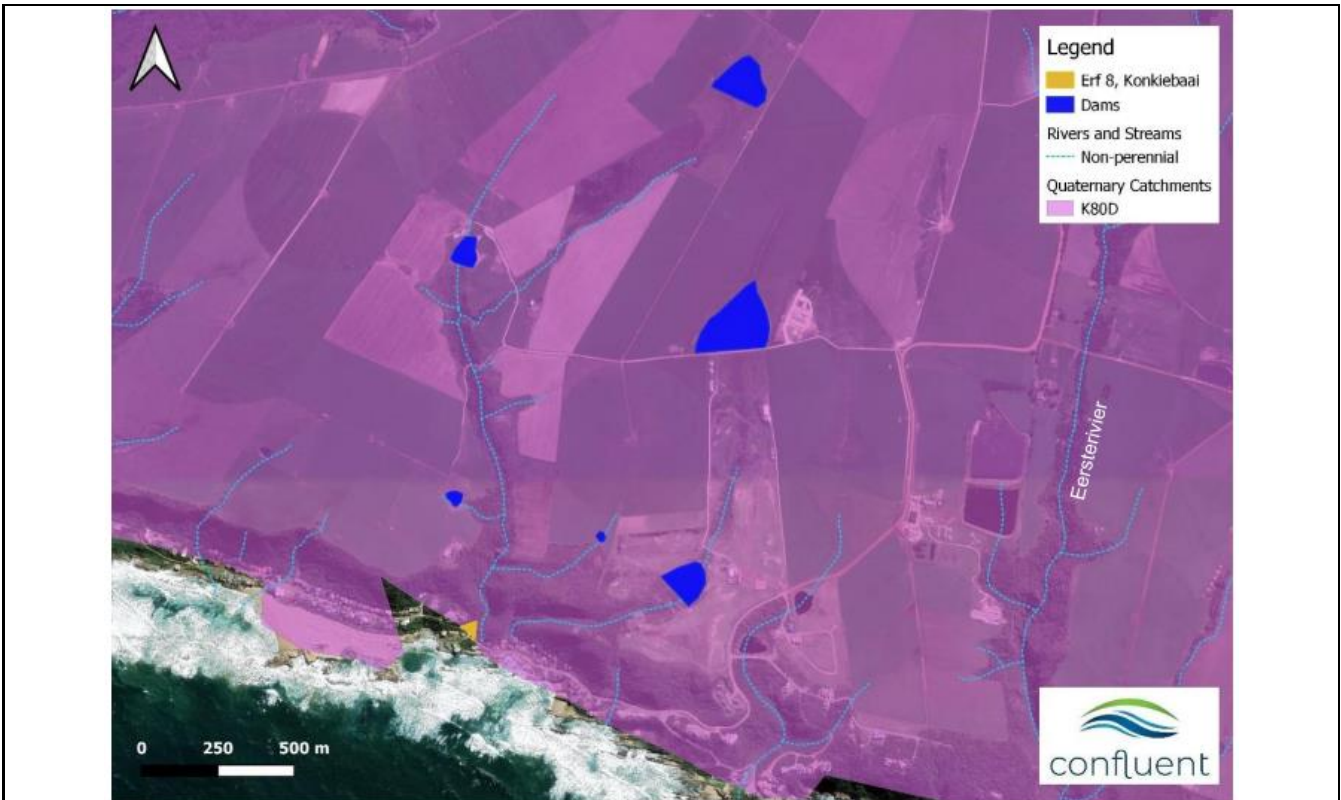 Legend
Erf 8, Konkiebaai
Dams
Rivers and Streams
Non-perennial
Quaternary Catchments
K80D
Eersterivier
0 250 500 m
confluent